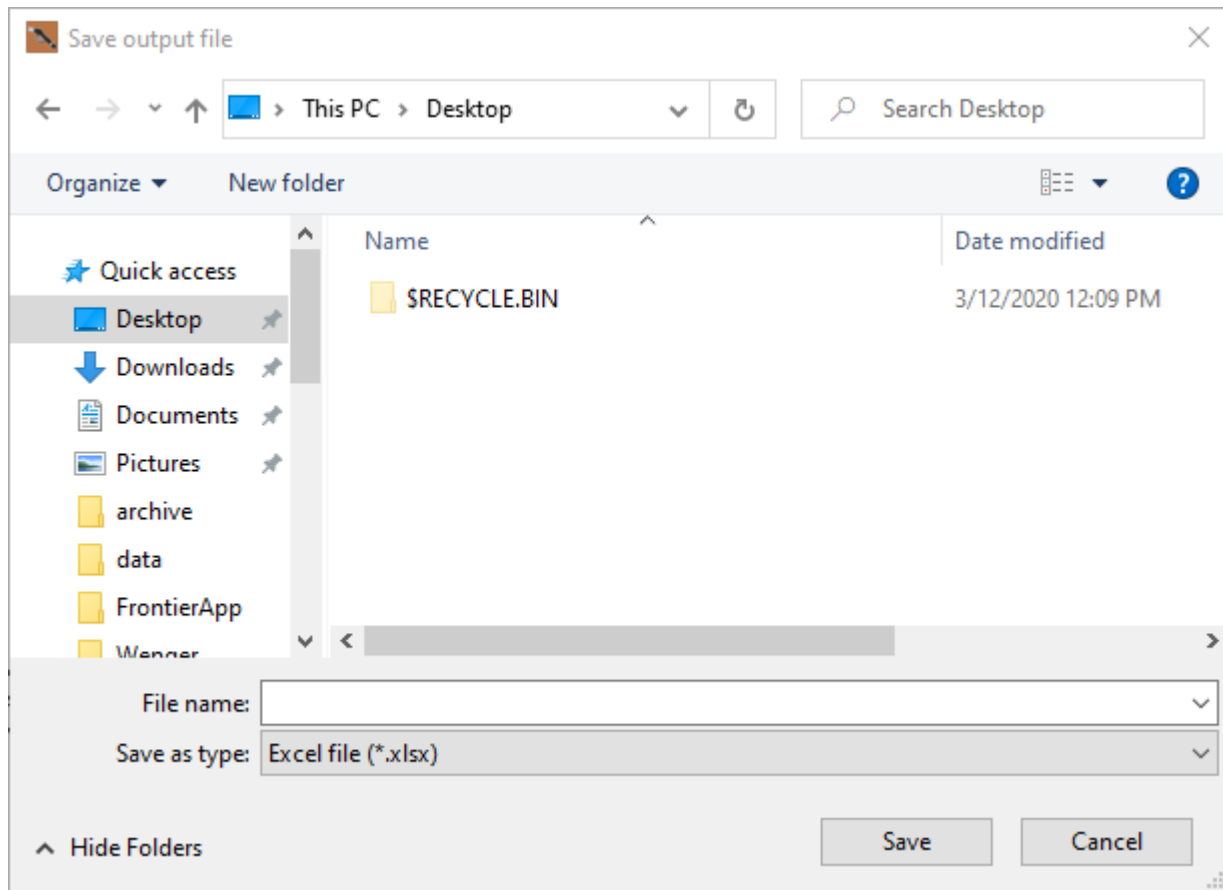 Save output file
This PC > Desktop
Search Desktop
Organize
New folder
?
Name
Date modified
Quick access
$RECYCLE.BIN
3/12/2020 12:09 PM
Desktop
Downloads
Documents
Pictures
archive
data
FrontierApp
Wenger
File name:
Save as type: Excel file (*.xlsx)
Hide Folders
Save
Cancel